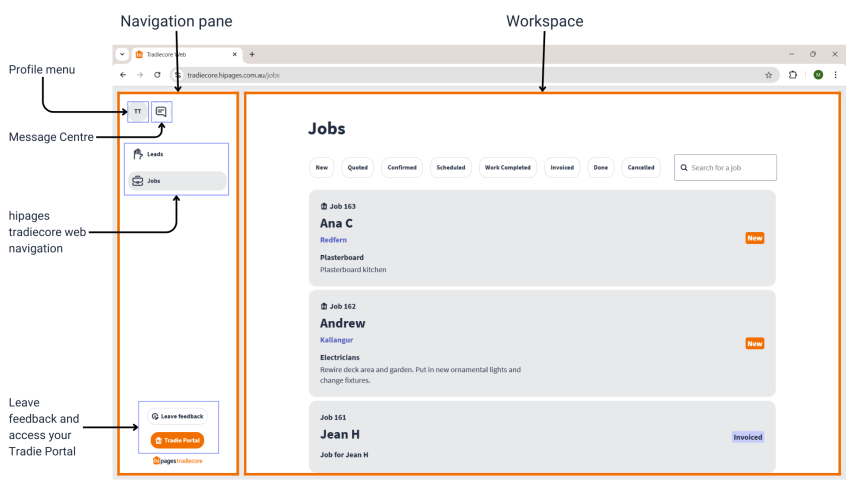 Navigation pane
Workspace
Tradiecore Web
tradiecore.hipages.com.au/jobs
M
Profile menu
TT
Message Centre
Leads
Jobs
hipages
tradiecore web
navigation
Jobs
New
Quoted
Confirmed
Scheduled
Work Completed
Invoiced
Done
Cancelled
Search for a job
Job 163
Ana C
Redfern
New
Plasterboard
Plasterboard kitchen
Job 162
Andrew
Kallangur
New
Electricians
Rewire deck area and garden. Put in new ornamental lights and
change fixtures.
Job 161
Jean H
Invoiced
Job for Jean H
Leave
feedback and
access your
Tradie Portal
Leave feedback
Tradie Portal
hipages tradiecore